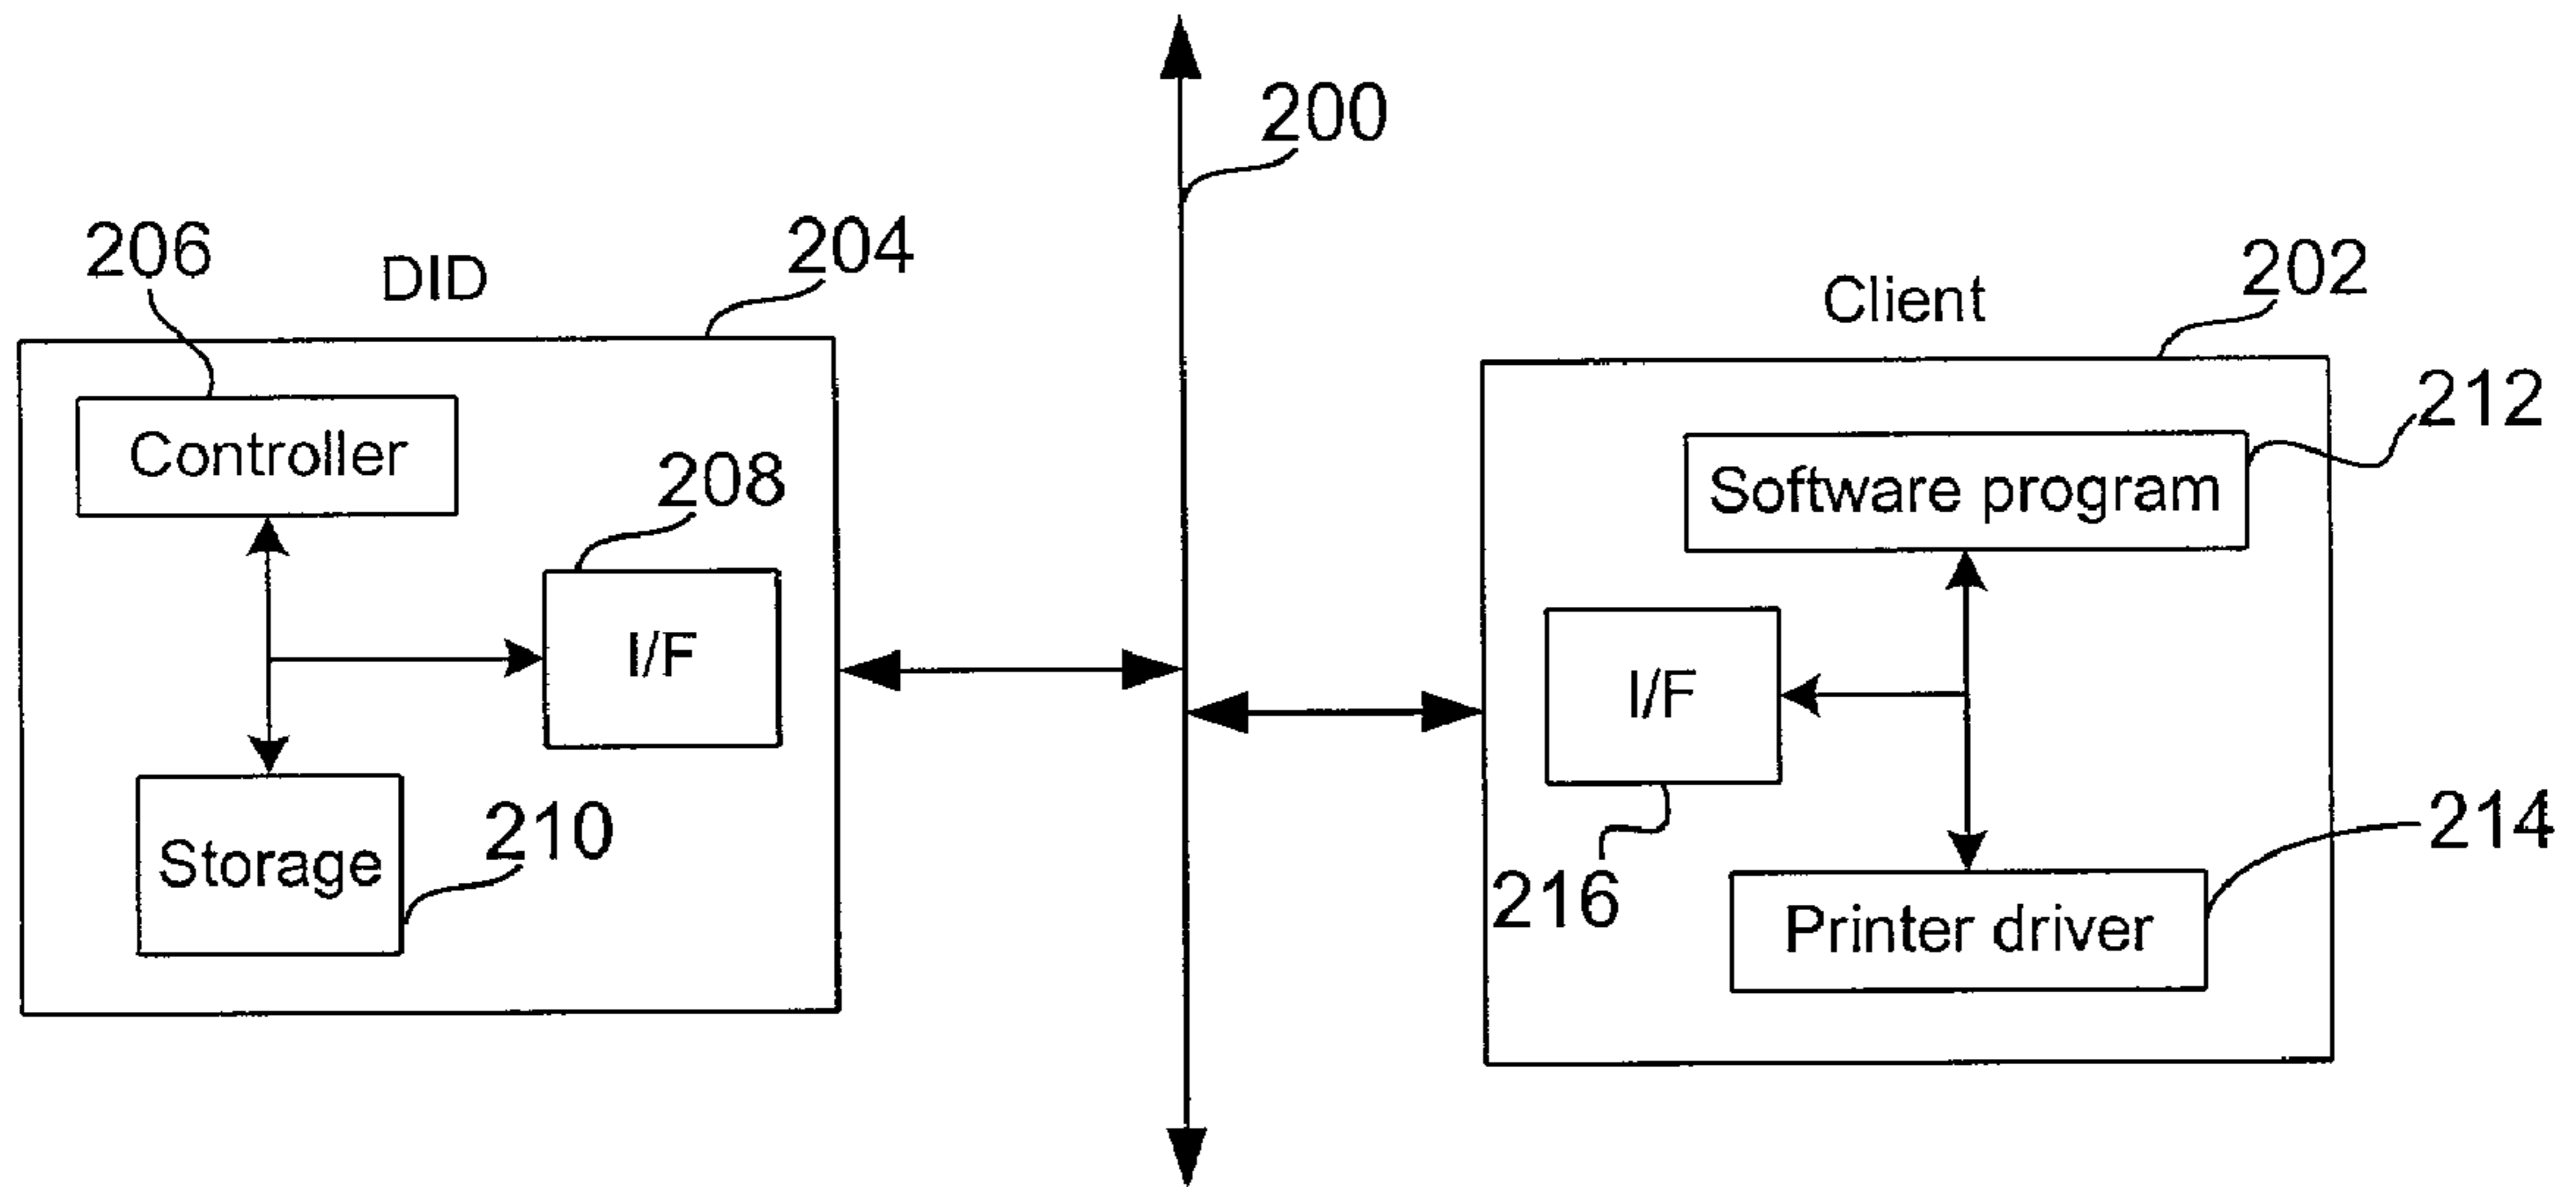 200
206
DID
204
Client
202
Controller
208
I/F
Storage
210
212
Software program
I/F
216
214
Printer driver